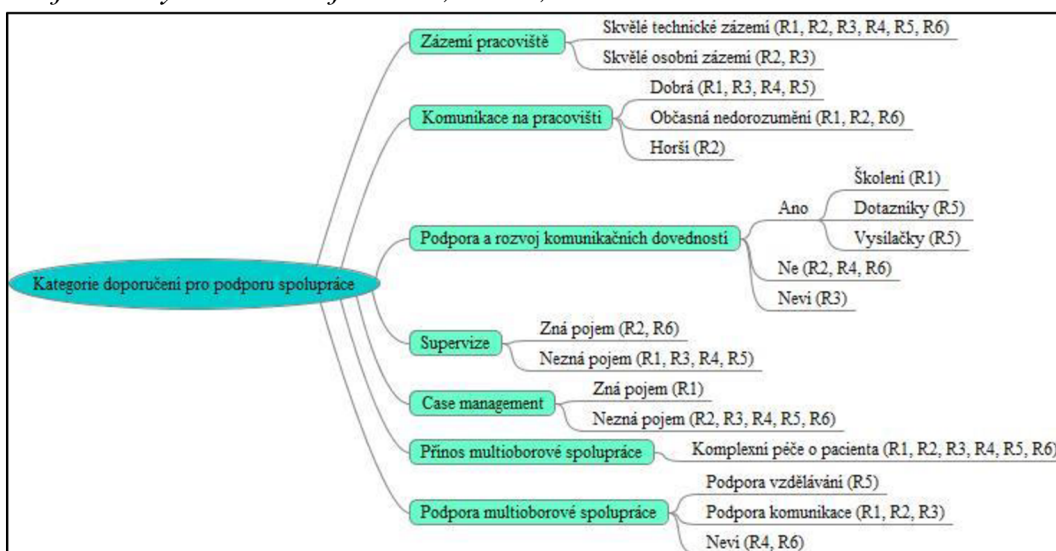 Kategorie doporučení pro podporu spolupráce
Zázemí pracoviště
Skvělé technické zázemí (R1, R2, R3, R4, R5, R6)
Skvělé osobní zázemí (R2, R3)
Komunikace na pracovišti
Dobrá (R1, R3, R4, R5)
Občasná nedorozumění (R1, R2, R6)
Horší (R2)
Podpora a rozvoj komunikačních dovedností
Ano
Školení (R1)
Dotazníky (R5)
Vysílačky (R5)
Ne (R2, R4, R6)
Neví (R3)
Supervize
Zná pojem (R2, R6)
Nezná pojem (R1, R3, R4, R5)
Case management
Zná pojem (R1)
Nezná pojem (R2, R3, R4, R5, R6)
Přínos multioborové spolupráce
Komplexní péče o pacienta (R1, R2, R3, R4, R5, R6)
Podpora multioborové spolupráce
Podpora vzdělávání (R5)
Podpora komunikace (R1, R2, R3)
Neví (R4, R6)